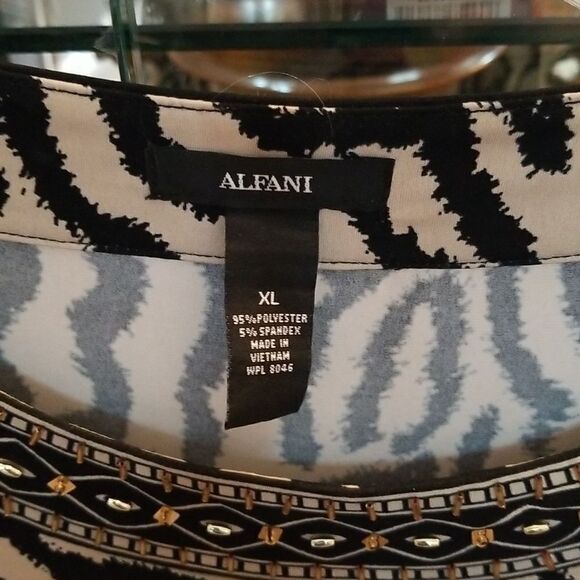 ALFANI
XL
95% POLYESTER
5% SPANDEX
MADE IN
VIETNAM
WPL 8046